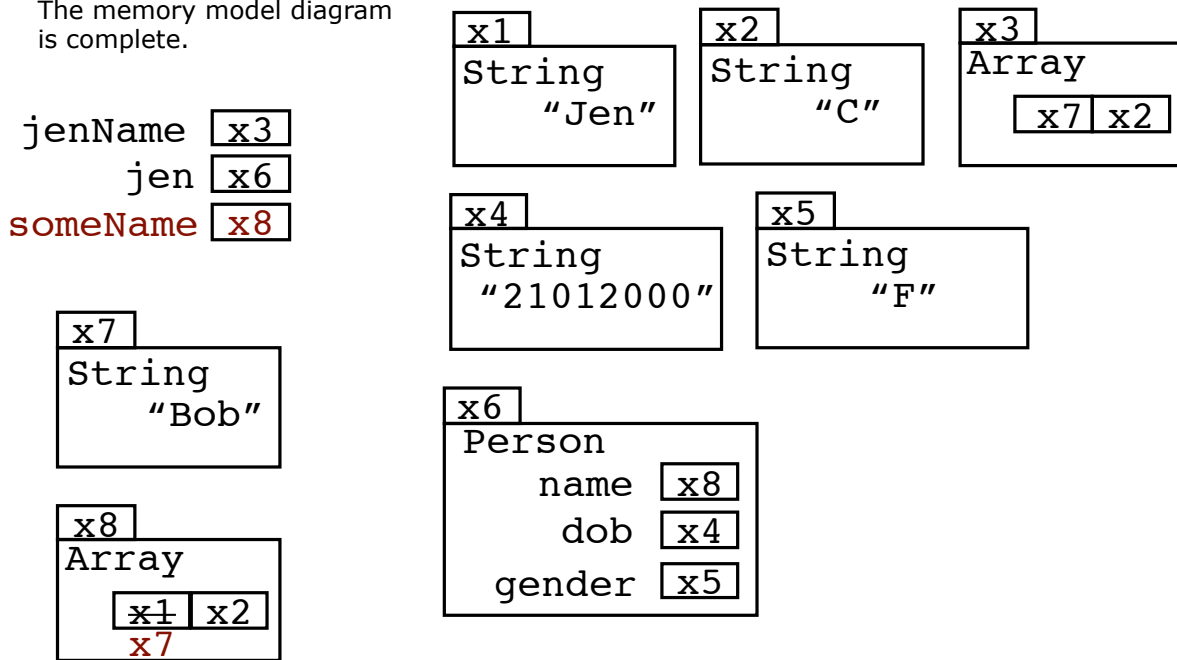 The memory model diagram
is complete.
jenName x3
jen x6
someName x8
x1
String
“Jen”
x2
String
“C”
x3
Array
x7 x2
x4
String
“21012000”
x5
String
“F”
x7
String
“Bob”
x6
Person
name x8
dob x4
gender x5
x8
Array
x1 x2
x7